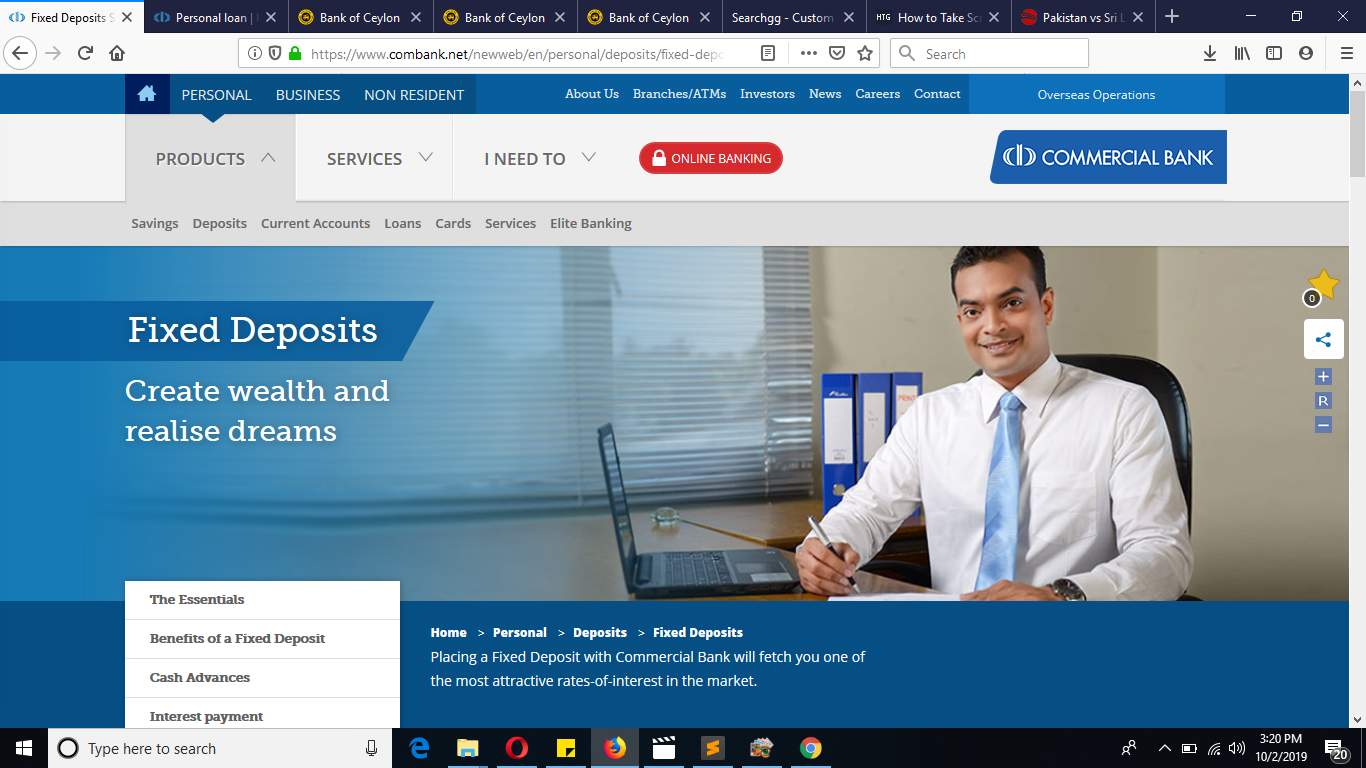 Fixed Deposits S
Personal loan |
Bank of Ceylon
Bank of Ceylon
Bank of Ceylon
Searchgg - Custom
HTG How to Take Scr
Pakistan vs Sri L
https://www.combank.net/newweb/en/personal/deposits/fixed-depo
Search
PERSONAL BUSINESS NON RESIDENT
About Us Branches/ATMs Investors News Careers Contact
Overseas Operations
PRODUCTS SERVICES I NEED TO
ONLINE BANKING
COMMERCIAL BANK
Savings Deposits Current Accounts Loans Cards Services Elite Banking
0
Fixed Deposits
Create wealth and
realise dreams
PRINT
+
R
−
The Essentials
Benefits of a Fixed Deposit
Cash Advances
Interest payment
Home > Personal > Deposits > Fixed Deposits
Placing a Fixed Deposit with Commercial Bank will fetch you one of
the most attractive rates-of-interest in the market.
Type here to search
3:20 PM
10/2/2019
20